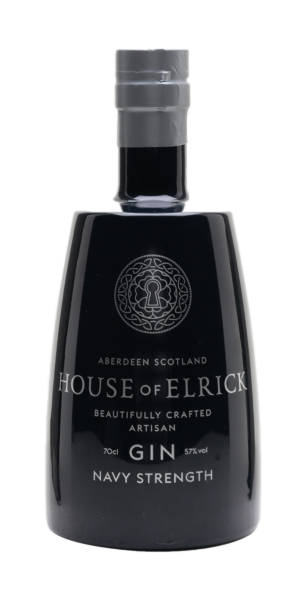 ABERDEEN SCOTLAND
HOUSE OF ELRICK
BEAUTIFULLY CRAFTED
ARTISAN
70cl GIN 57%vol
NAVY STRENGTH